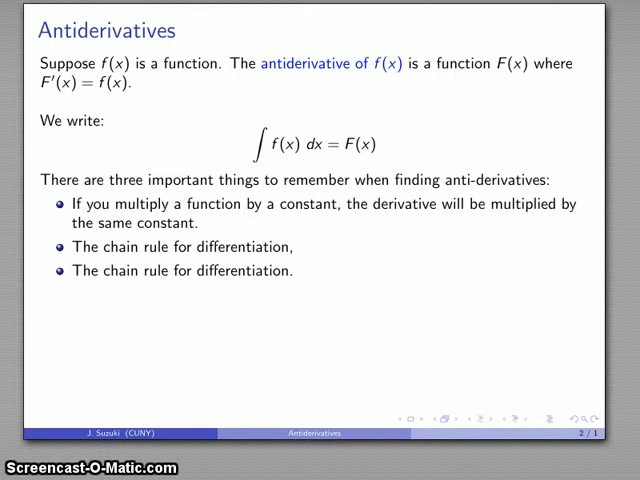 Antiderivatives
Suppose f(x) is a function. The antiderivative of f(x) is a function F(x) where
F′(x) = f(x).
We write:
∫ f(x) dx = F(x)
There are three important things to remember when finding anti-derivatives:
If you multiply a function by a constant, the derivative will be multiplied by
the same constant.
The chain rule for differentiation,
The chain rule for differentiation.
J. Suzuki (CUNY) Antiderivatives 2 / 1
Screencast-O-Matic.com